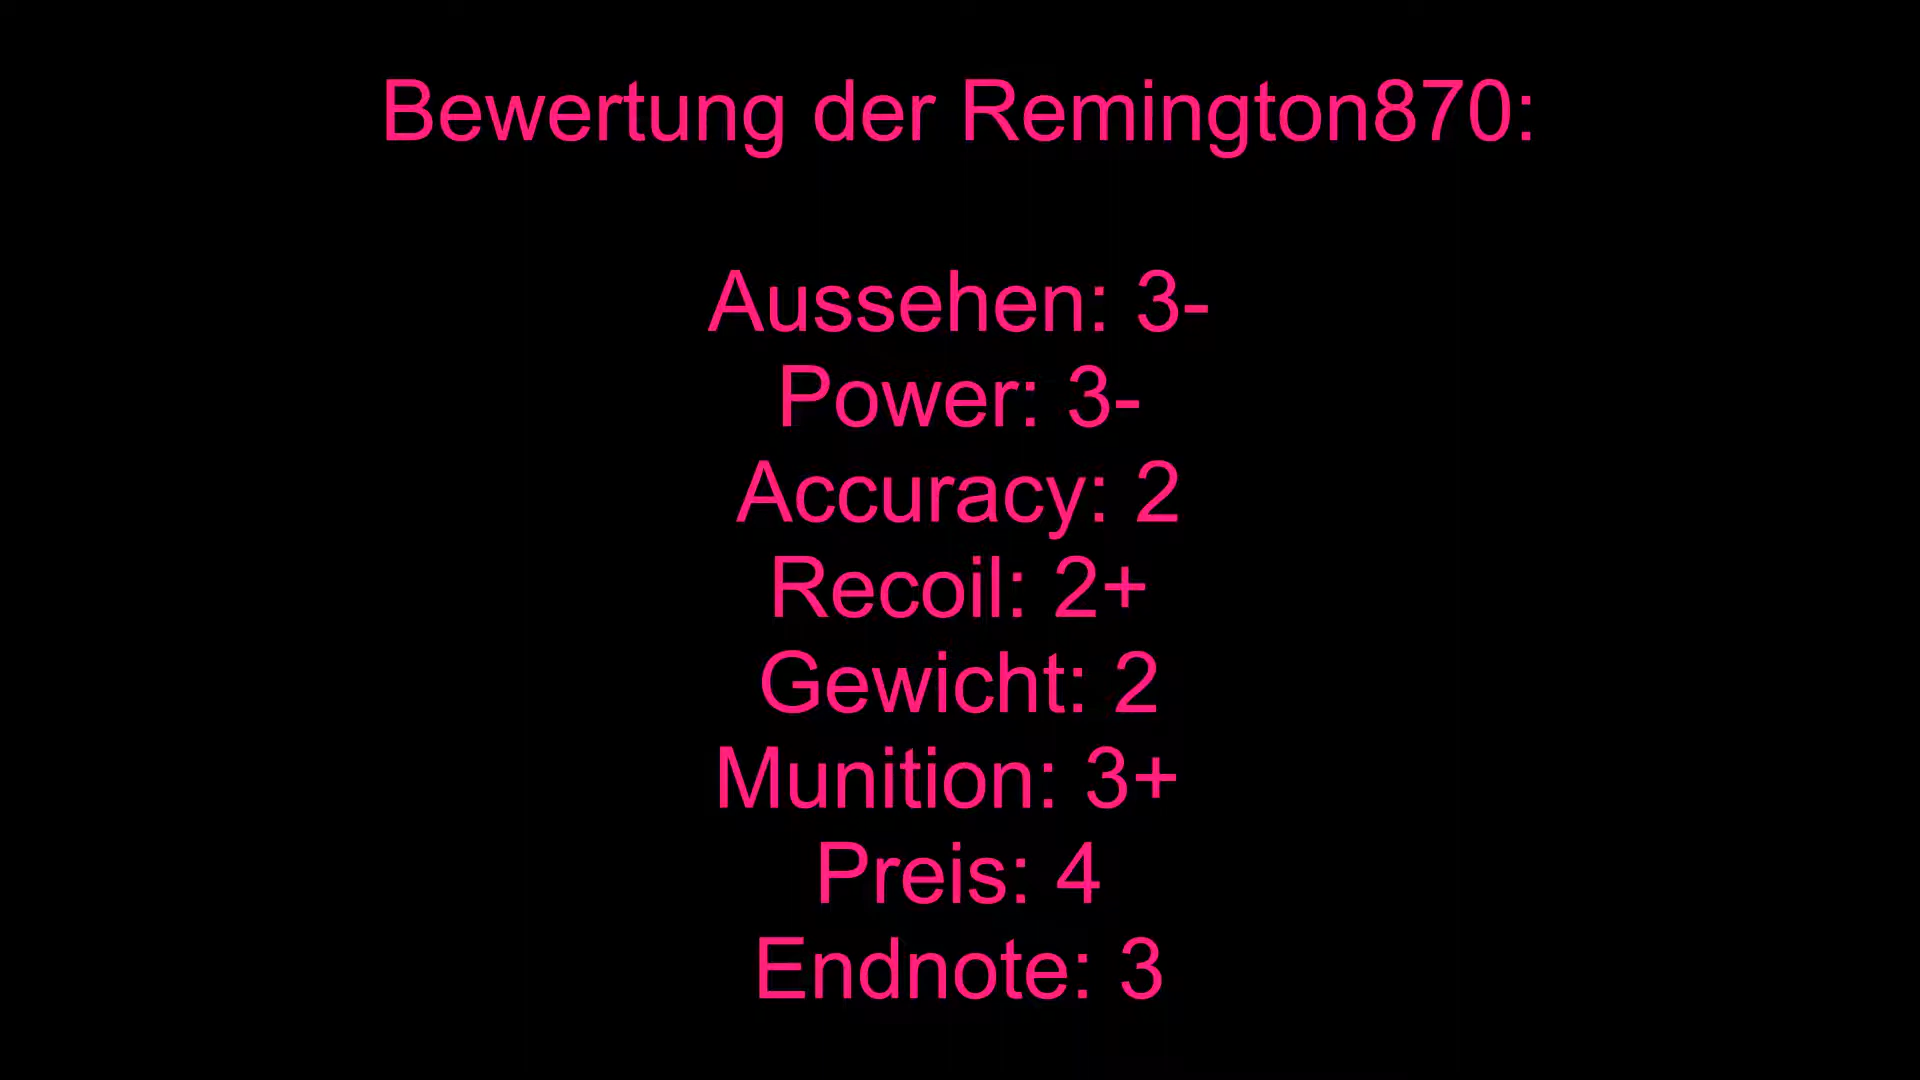 Bewertung der Remington870:
Aussehen: 3-
Power: 3-
Accuracy: 2
Recoil: 2+
Gewicht: 2
Munition: 3+
Preis: 4
Endnote: 3